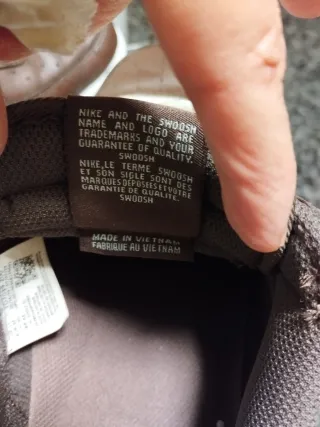 NIKE AND THE SWOOSH
NAME AND LOGO ARE
TRADEMARKS AND YOUR
GUARANTEE OF QUALITY.
SWOOSH
NIKE, LE TERME SWOOSH
ET SON SIGLE SONT DES
MARQUES DEPOSEES ET VOTRE
GARANTIE DE QUALITE.
SWOOSH
MADE IN VIETNAM
FABRIQUE AU VIETNAM